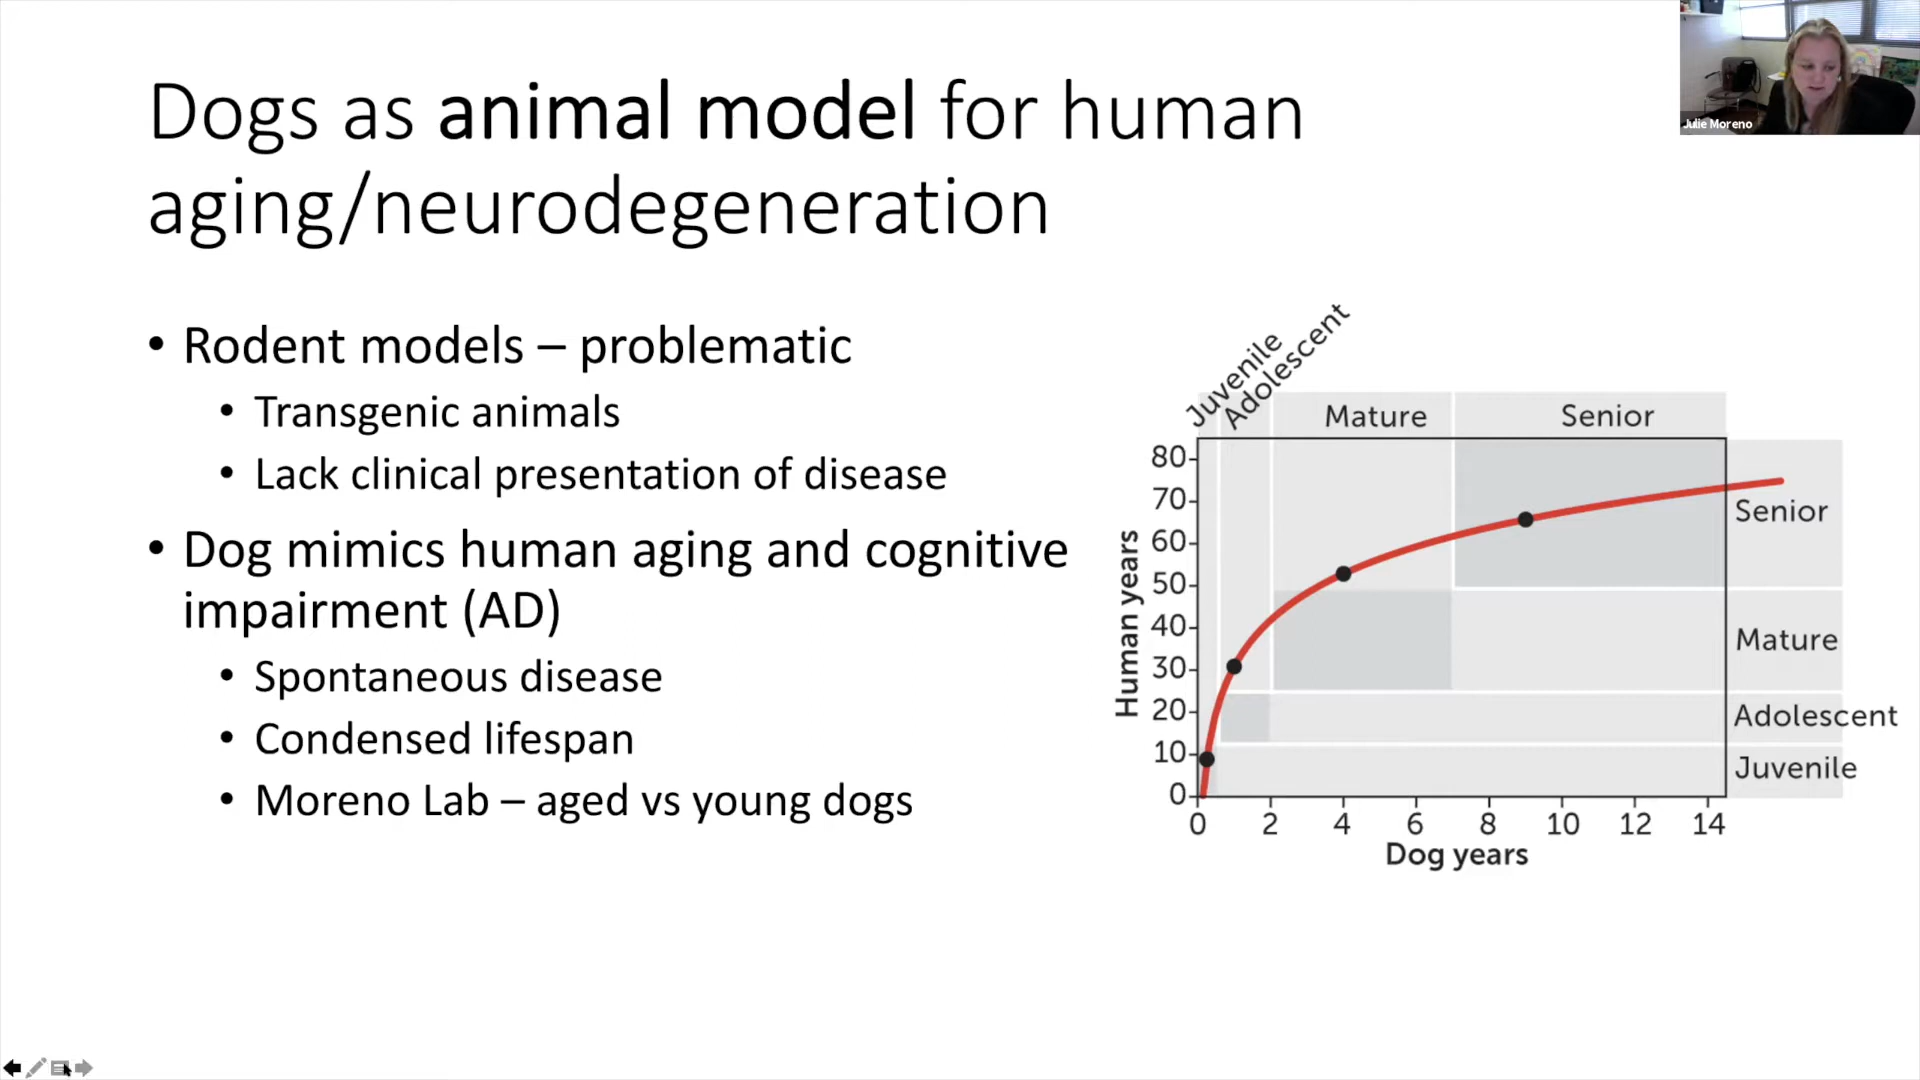 Dogs as animal model for human
aging/neurodegeneration
Julie Moreno
• Rodent models – problematic
• Transgenic animals
• Lack clinical presentation of disease
• Dog mimics human aging and cognitive
impairment (AD)
• Spontaneous disease
• Condensed lifespan
• Moreno Lab – aged vs young dogs
Juvenile
Adolescent
Mature
Senior
80
70
60
50
40
30
20
10
0
Human years
Senior
Mature
Adolescent
Juvenile
0 2 4 6 8 10 12 14
Dog years